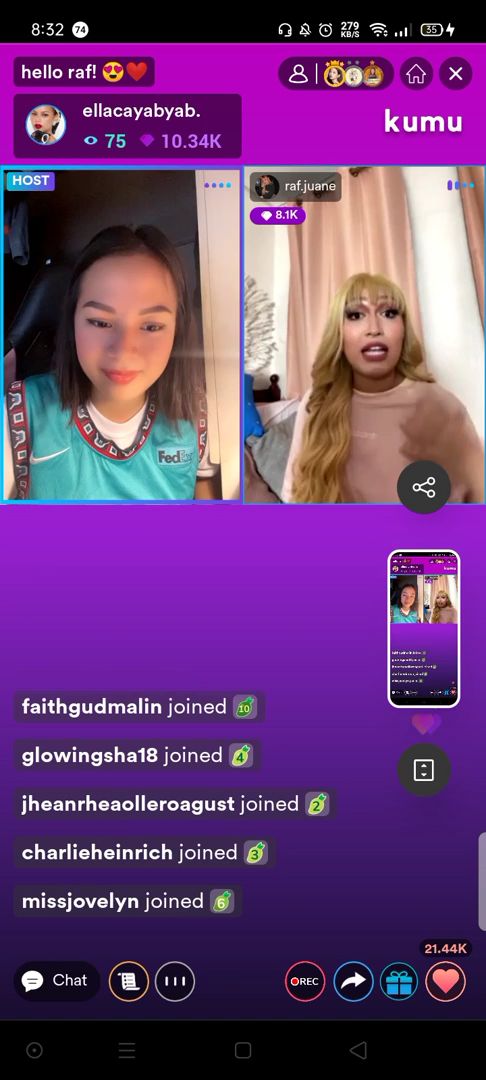 8:32 74 279 KB/S 35
hello raf! 😍❤️
ellacayabyab.
75 10.34K
kumu
HOST
raf.juane
8.1K
FedEx
faithgudmalin joined 10
glowingsha18 joined 4
jheanrheaolleroagust joined 2
charlieheinrich joined 3
missjovelyn joined 6
21.44K
Chat
REC